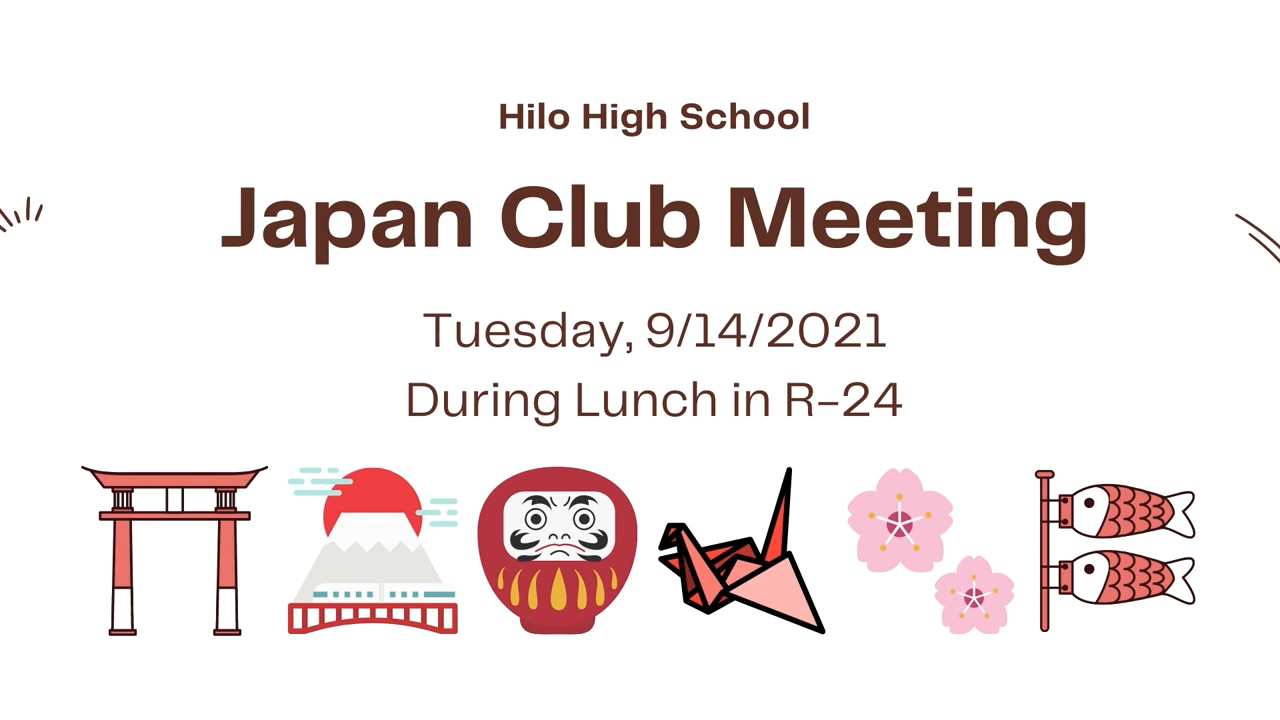 Hilo High School
Japan Club Meeting
Tuesday, 9/14/2021
During Lunch in R-24